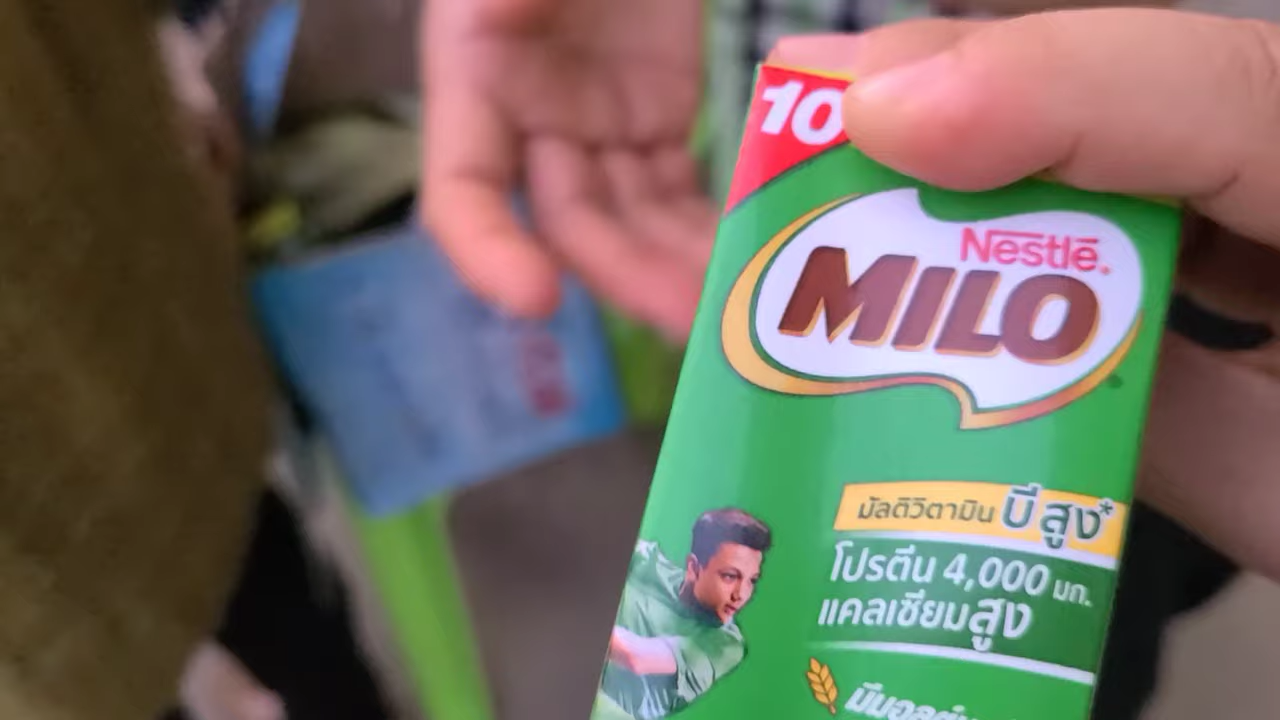 10
Nestlē.
MILO
มัลติวิตามิน บี สูง*
โปรตีน 4,000 มก.
แคลเซียมสูง